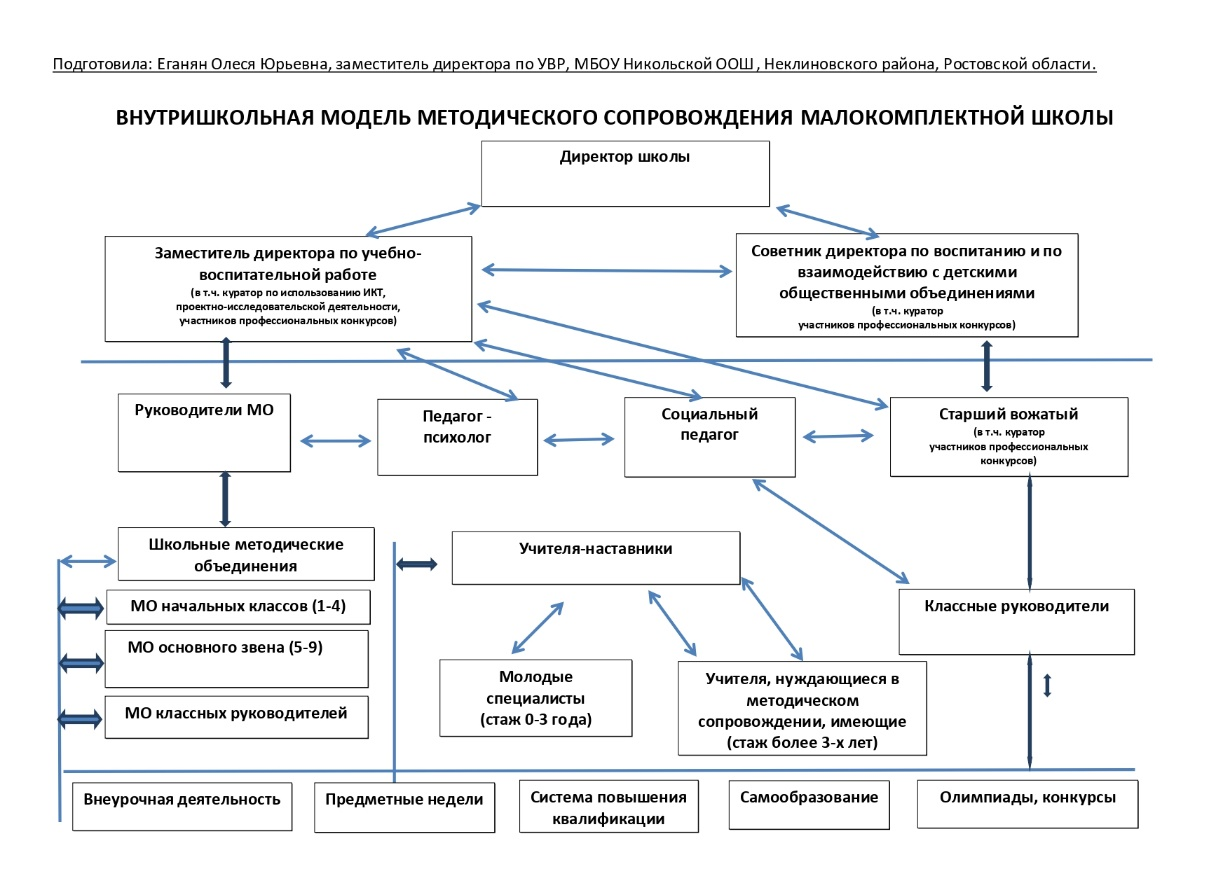 Подготовила: Еганян Олеся Юрьевна, заместитель директора по УВР, МБОУ Никольской ООШ , Неклиновского района, Ростовской области.
ВНУТРИШКОЛЬНАЯ МОДЕЛЬ МЕТОДИЧЕСКОГО СОПРОВОЖДЕНИЯ МАЛОКОМПЛЕКТНОЙ ШКОЛЫ
Директор школы
Заместитель директора по учебно-
воспитательной работе
(в т.ч. куратор по использованию ИКТ,
проектно-исследовательской деятельности,
участников профессиональных конкурсов)
Советник директора по воспитанию и по
взаимодействию с детскими
общественными объединениями
(в т.ч. куратор
участников профессиональных конкурсов)
Руководители МО
Педагог -
психолог
Социальный
педагог
Старший вожатый
(в т.ч. куратор
участников профессиональных
конкурсов)
Школьные методические
объединения
МО начальных классов (1-4)
МО основного звена (5-9)
МО классных руководителей
Учителя-наставники
Молодые
специалисты
(стаж 0-3 года)
Учителя, нуждающиеся в
методическом
сопровождении, имеющие
(стаж более 3-х лет)
Классные руководители
Внеурочная деятельность
Предметные недели
Система повышения
квалификации
Самообразование
Олимпиады, конкурсы